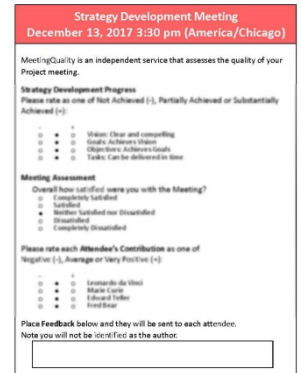 Strategy Development Meeting
December 13, 2017 3:30 pm (America/Chicago)
MeetingQuality is an independent service that assesses the quality of your
Project meeting.
Strategy Development Progress
Please rate as one of Not Achieved (-), Partially Achieved or Substantially
Achieved (+):
- +
Vision: Clear and compelling
Goals: Achieves Vision
Objectives: Achieves Goals
Tasks: Can be delivered in time
Meeting Assessment
Overall how satisfied were you with the Meeting?
Completely Satisfied
Satisfied
Neither Satisfied nor Dissatisfied
Dissatisfied
Completely Dissatisfied
Please rate each Attendee's Contribution as one of
Negative (-), Average or Very Positive (+):
- +
Leonardo da Vinci
Marie Curie
Edward Teller
Fred Bear
Place Feedback below and they will be sent to each attendee.
Note you will not be identified as the author.